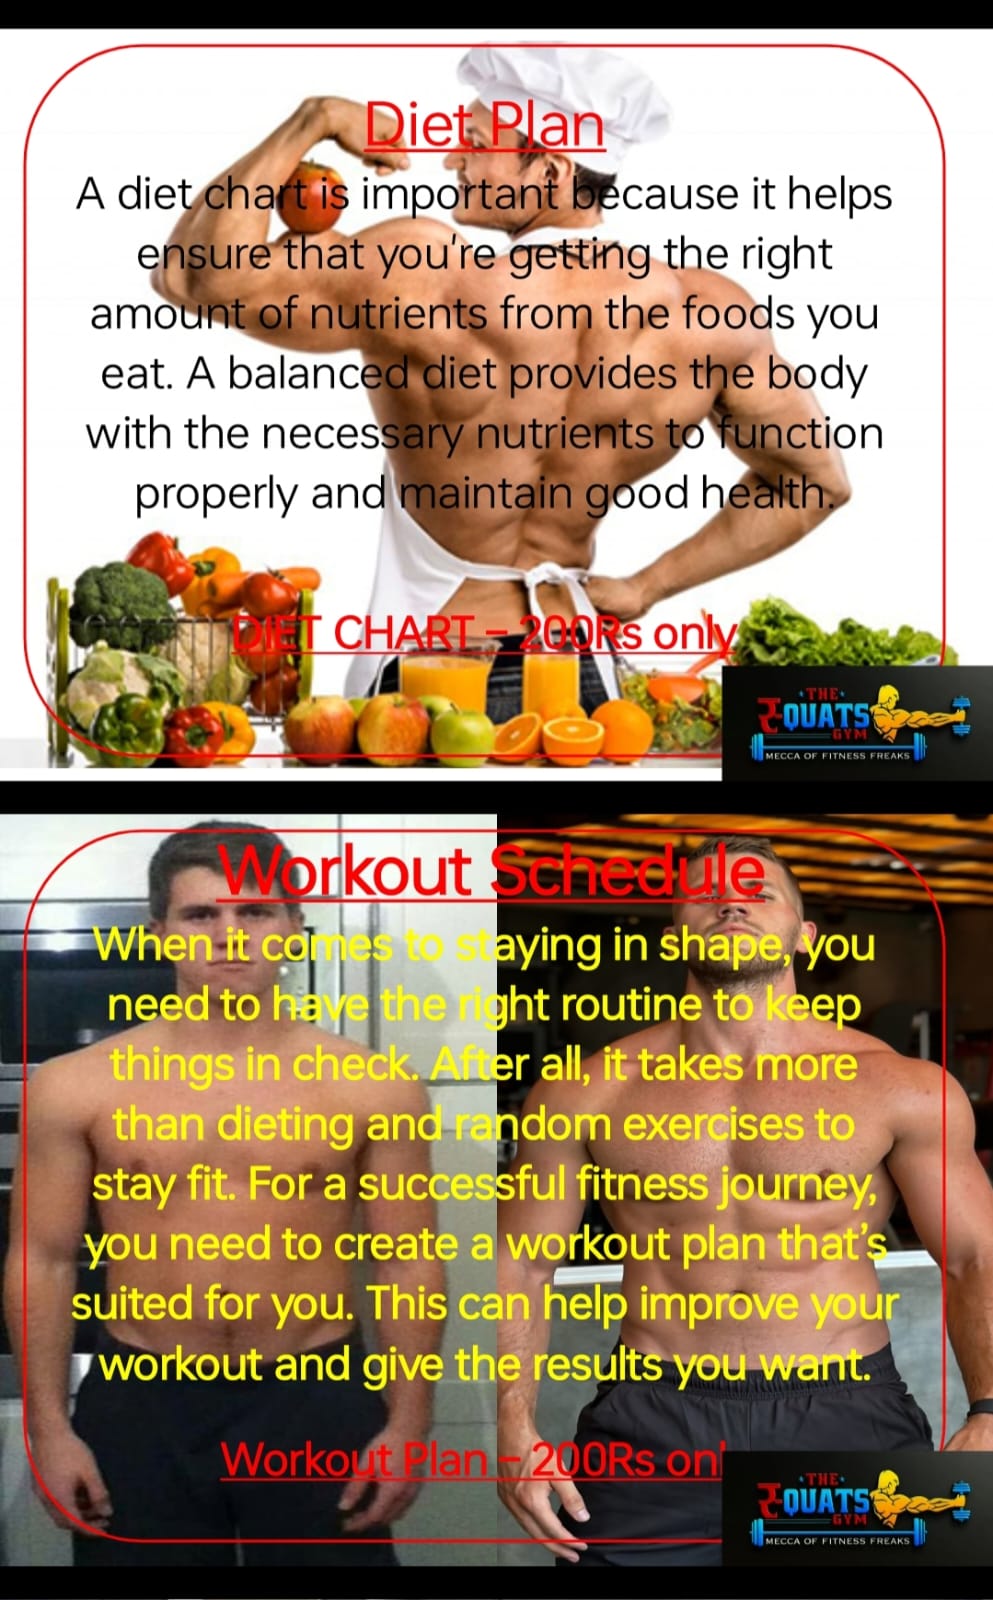 Diet Plan
A diet chart is important because it helps
ensure that you're getting the right
amount of nutrients from the foods you
eat. A balanced diet provides the body
with the necessary nutrients to function
properly and maintain good health.
DIET CHART – 200Rs only
THE
QUATS
GYM
MECCA OF FITNESS FREAKS
Workout Schedule
When it comes to staying in shape, you
need to have the right routine to keep
things in check. After all, it takes more
than dieting and random exercises to
stay fit. For a successful fitness journey,
you need to create a workout plan that’s
suited for you. This can help improve your
workout and give the results you want.
Workout Plan – 200Rs onl
THE
QUATS
GYM
MECCA OF FITNESS FREAKS